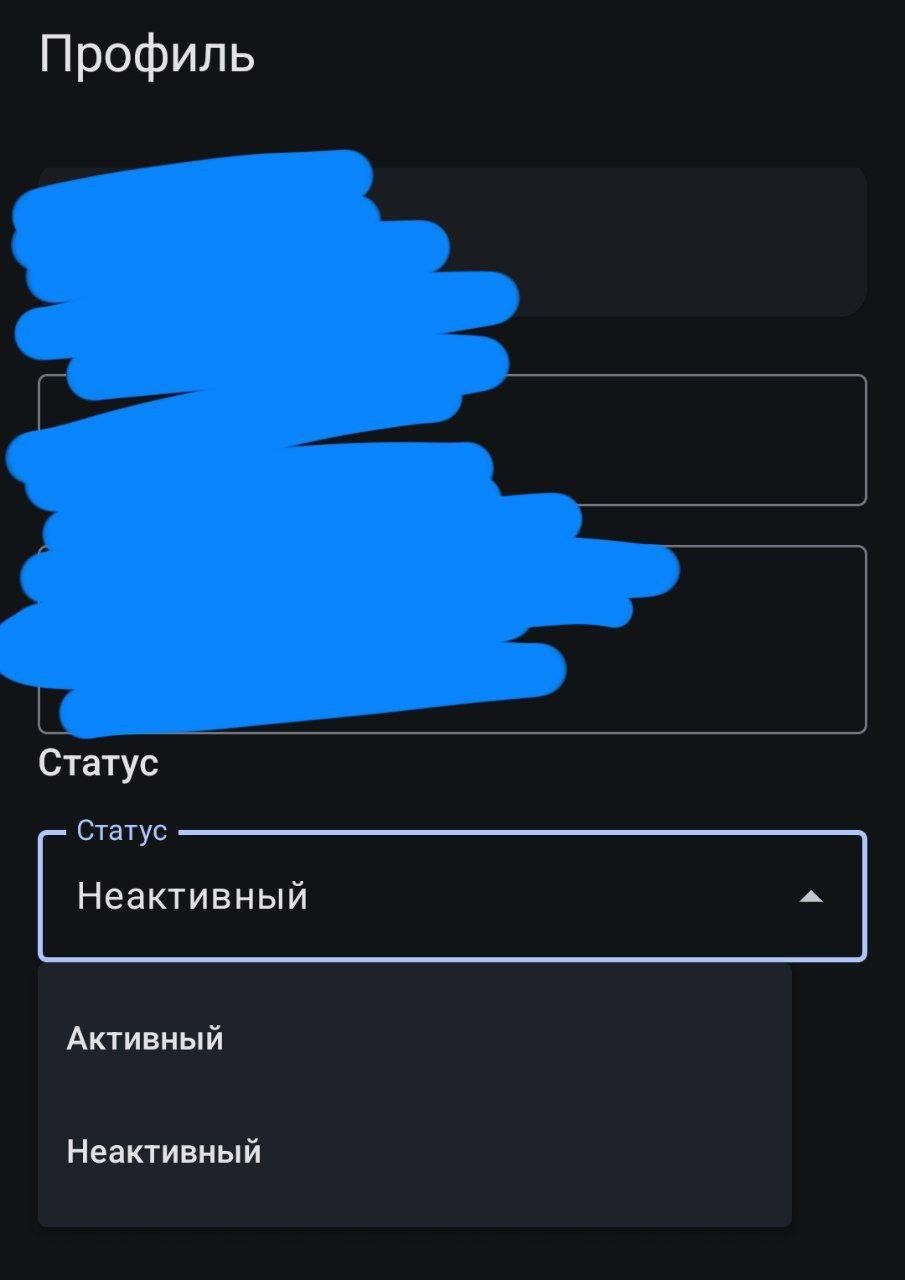 Профиль
Статус
Статус
Неактивный
Активный
Неактивный